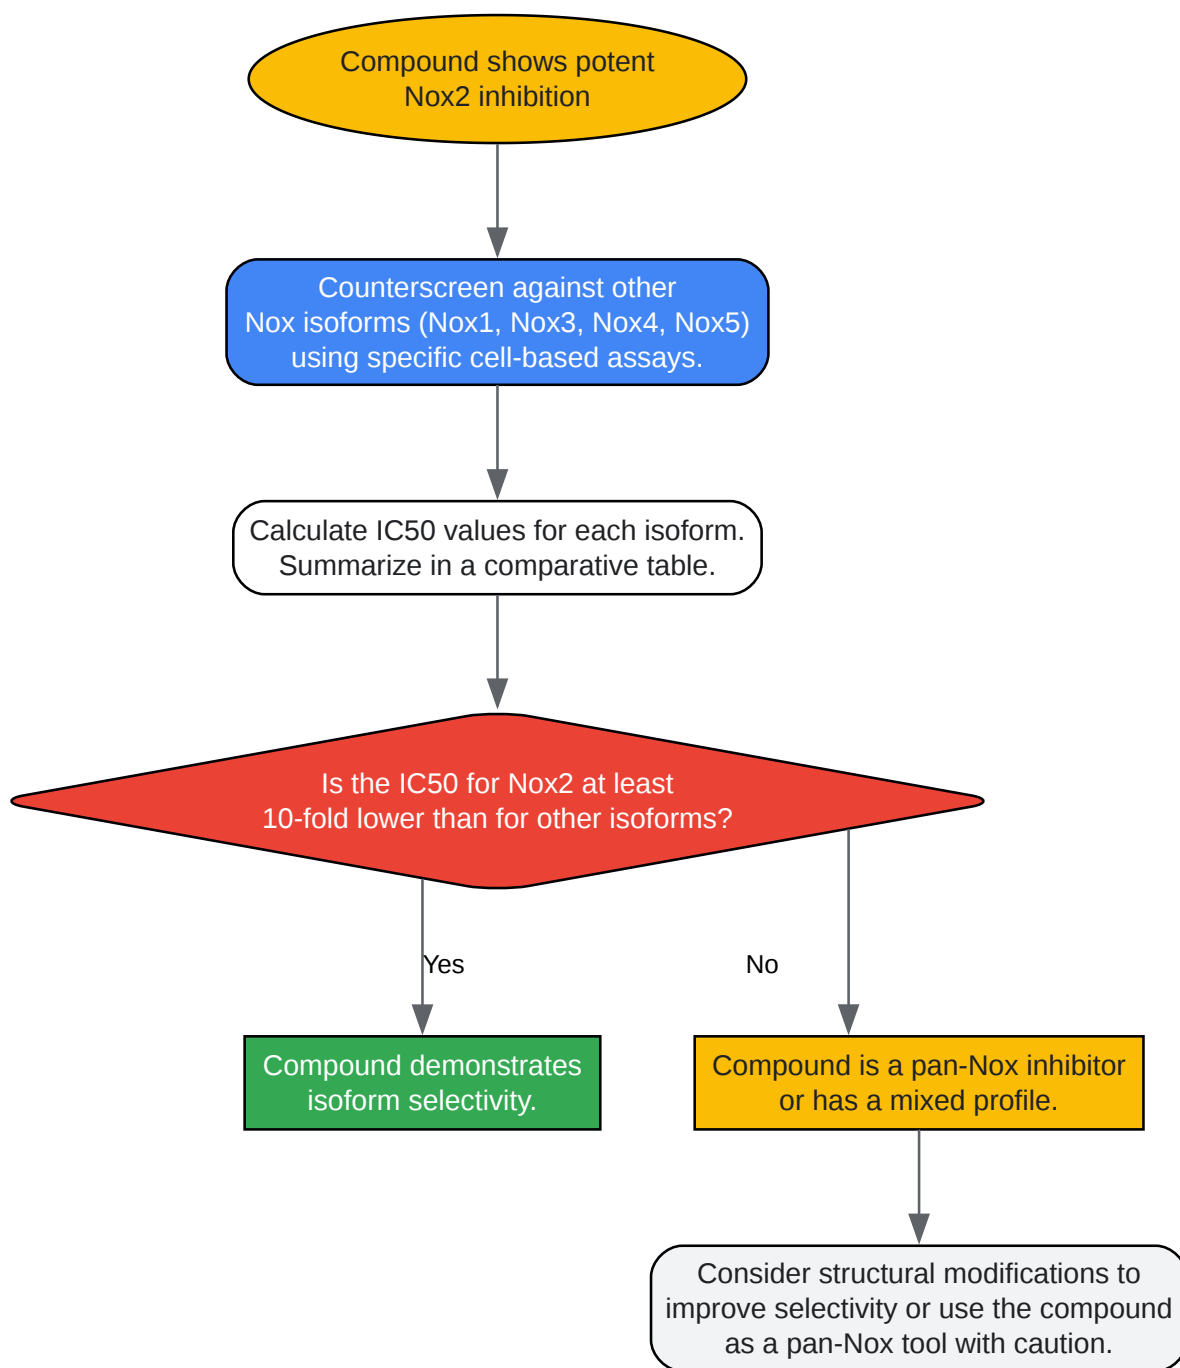 Compound shows potent
Nox2 inhibition
Counterscreen against other
Nox isoforms (Nox1, Nox3, Nox4, Nox5)
using specific cell-based assays.
Calculate IC50 values for each isoform.
Summarize in a comparative table.
Is the IC50 for Nox2 at least
10-fold lower than for other isoforms?
Yes
No
Compound demonstrates
isoform selectivity.
Compound is a pan-Nox inhibitor
or has a mixed profile.
Consider structural modifications to
improve selectivity or use the compound
as a pan-Nox tool with caution.